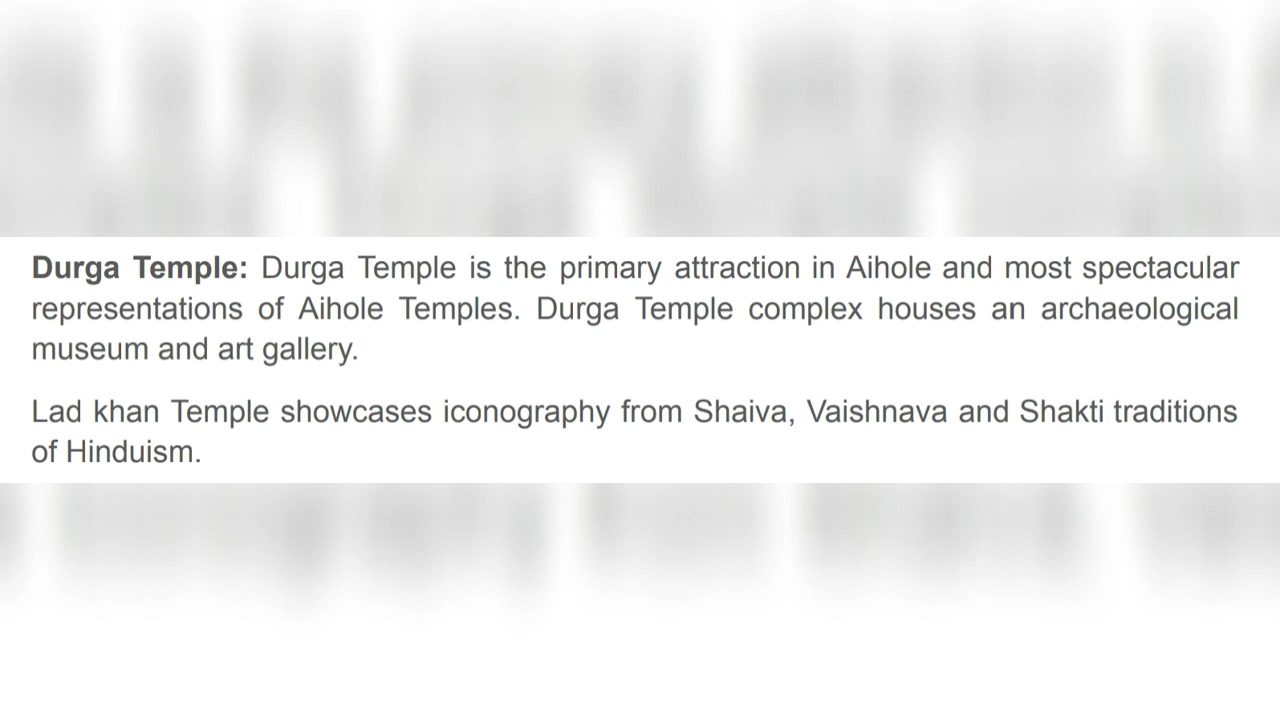 Durga Temple: Durga Temple is the primary attraction in Aihole and most spectacular
representations of Aihole Temples. Durga Temple complex houses an archaeological
museum and art gallery.
Lad khan Temple showcases iconography from Shaiva, Vaishnava and Shakti traditions
of Hinduism.